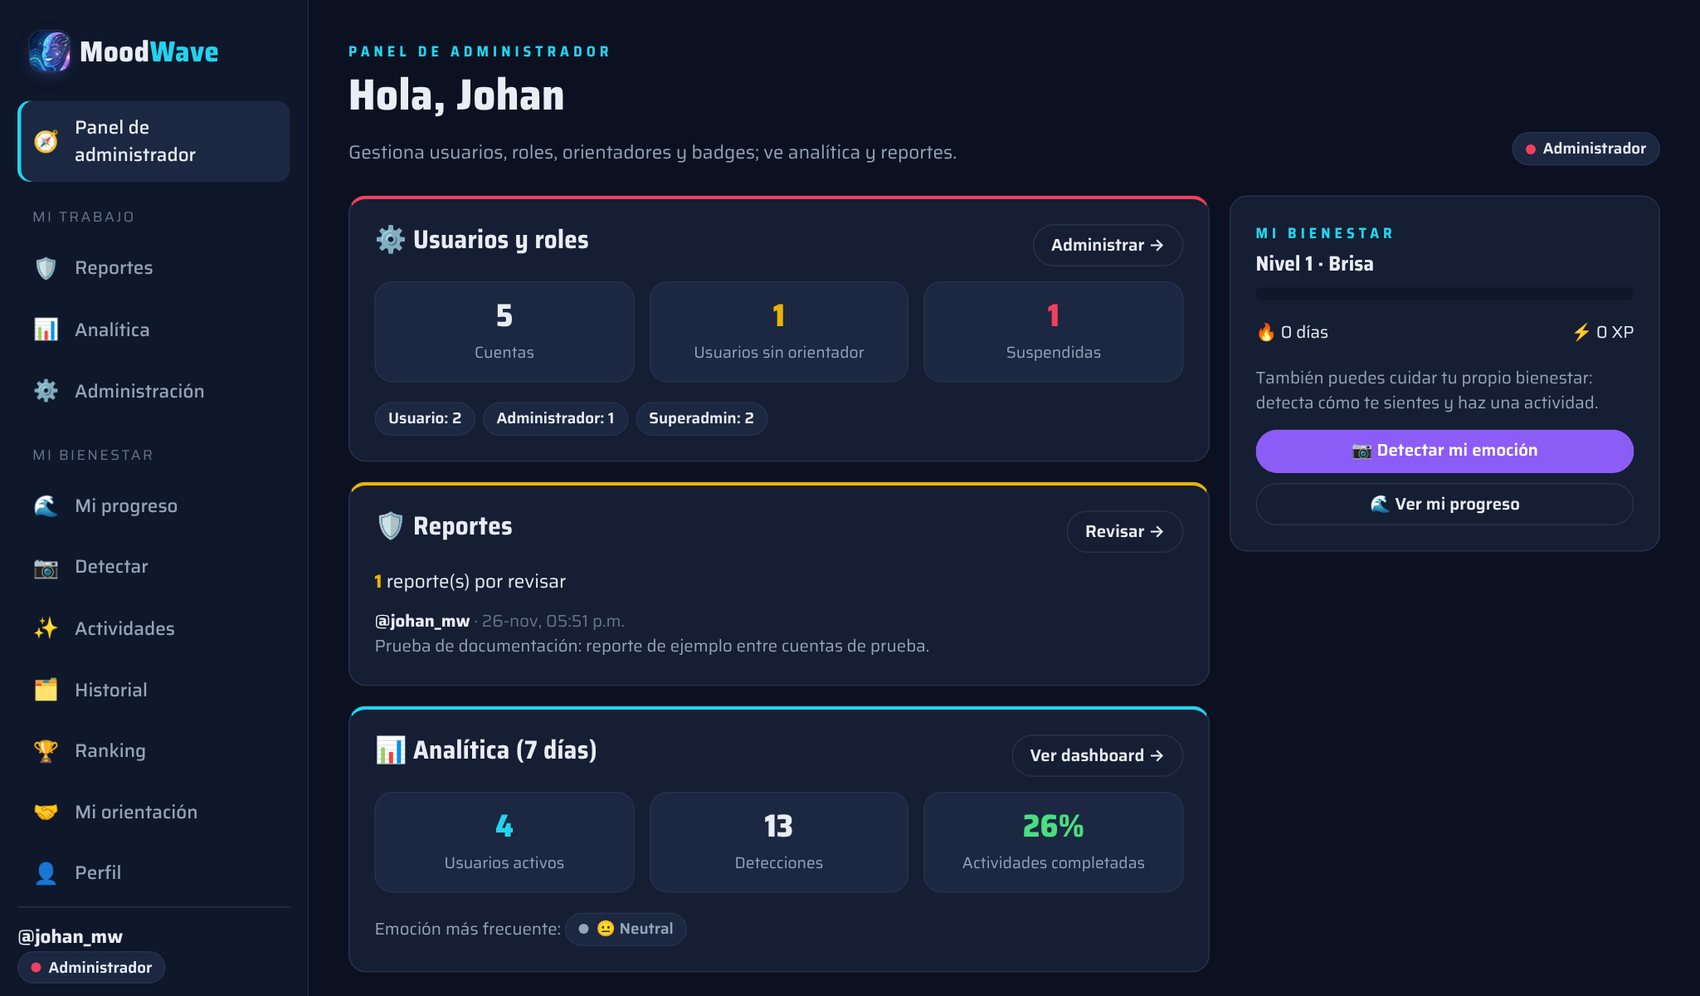 MoodWave
Panel de
administrador
MI TRABAJO
Reportes
Analítica
Administración
MI BIENESTAR
Mi progreso
Detectar
Actividades
Historial
Ranking
Mi orientación
Perfil
@johan_mw
Administrador
PANEL DE ADMINISTRADOR
Hola, Johan
Gestiona usuarios, roles, orientadores y badges; ve analítica y reportes.
Administrador
Usuarios y roles
Administrar →
5
Cuentas
1
Usuarios sin orientador
1
Suspendidas
Usuario: 2
Administrador: 1
Superadmin: 2
Reportes
Revisar →
1 reporte(s) por revisar
@johan_mw · 26-nov, 05:51 p.m.
Prueba de documentación: reporte de ejemplo entre cuentas de prueba.
Analítica (7 días)
Ver dashboard →
4
Usuarios activos
13
Detecciones
26%
Actividades completadas
Emoción más frecuente: 😐 Neutral
MI BIENESTAR
Nivel 1 · Brisa
🔥 0 días
⚡ 0 XP
También puedes cuidar tu propio bienestar:
detecta cómo te sientes y haz una actividad.
📷 Detectar mi emoción
🌊 Ver mi progreso